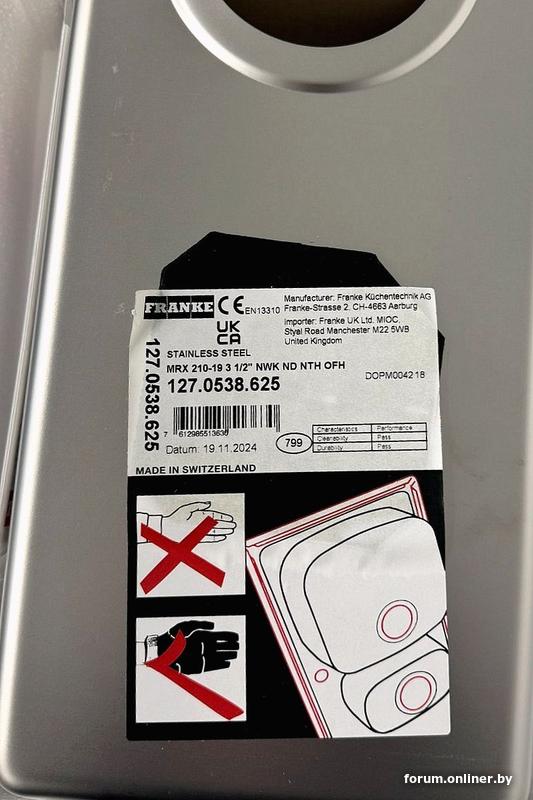 FRANKE CE EN13310
UK
CA
Manufacturer: Franke Küchentechnik AG
Franke-Strasse 2, CH-4663 Aarburg
Importer: Franke UK Ltd. MIOC,
Styal Road Manchester M22 5WB
United Kingdom
127.0538.625
STAINLESS STEEL
MRX 210-19 3 1/2" NWK ND NTH OFH
127.0538.625
DOPM004218
7 612985513630
Datum: 19.11.2024
799
Characteristics Performance
Cleanability Pass
Durability Pass
MADE IN SWITZERLAND
forum.onliner.by